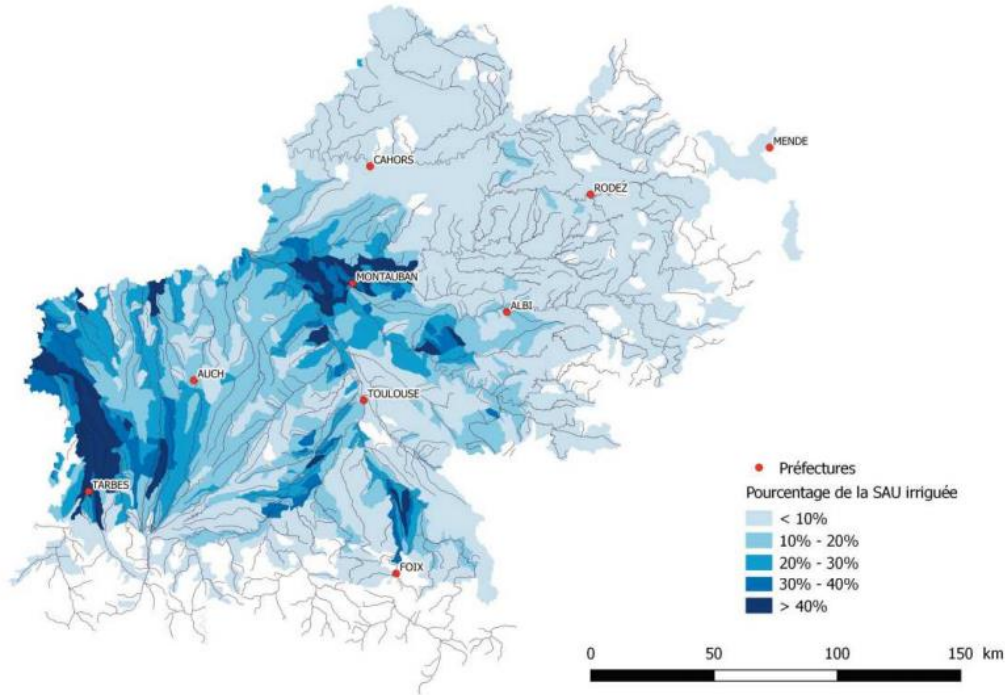 MENDE
CAHORS
RODEZ
MONTAUBAN
ALBI
AUCH
TOULOUSE
TARBES
FOIX
Préfectures
Pourcentage de la SAU irriguée
< 10%
10% - 20%
20% - 30%
30% - 40%
> 40%
0 50 100 150 km